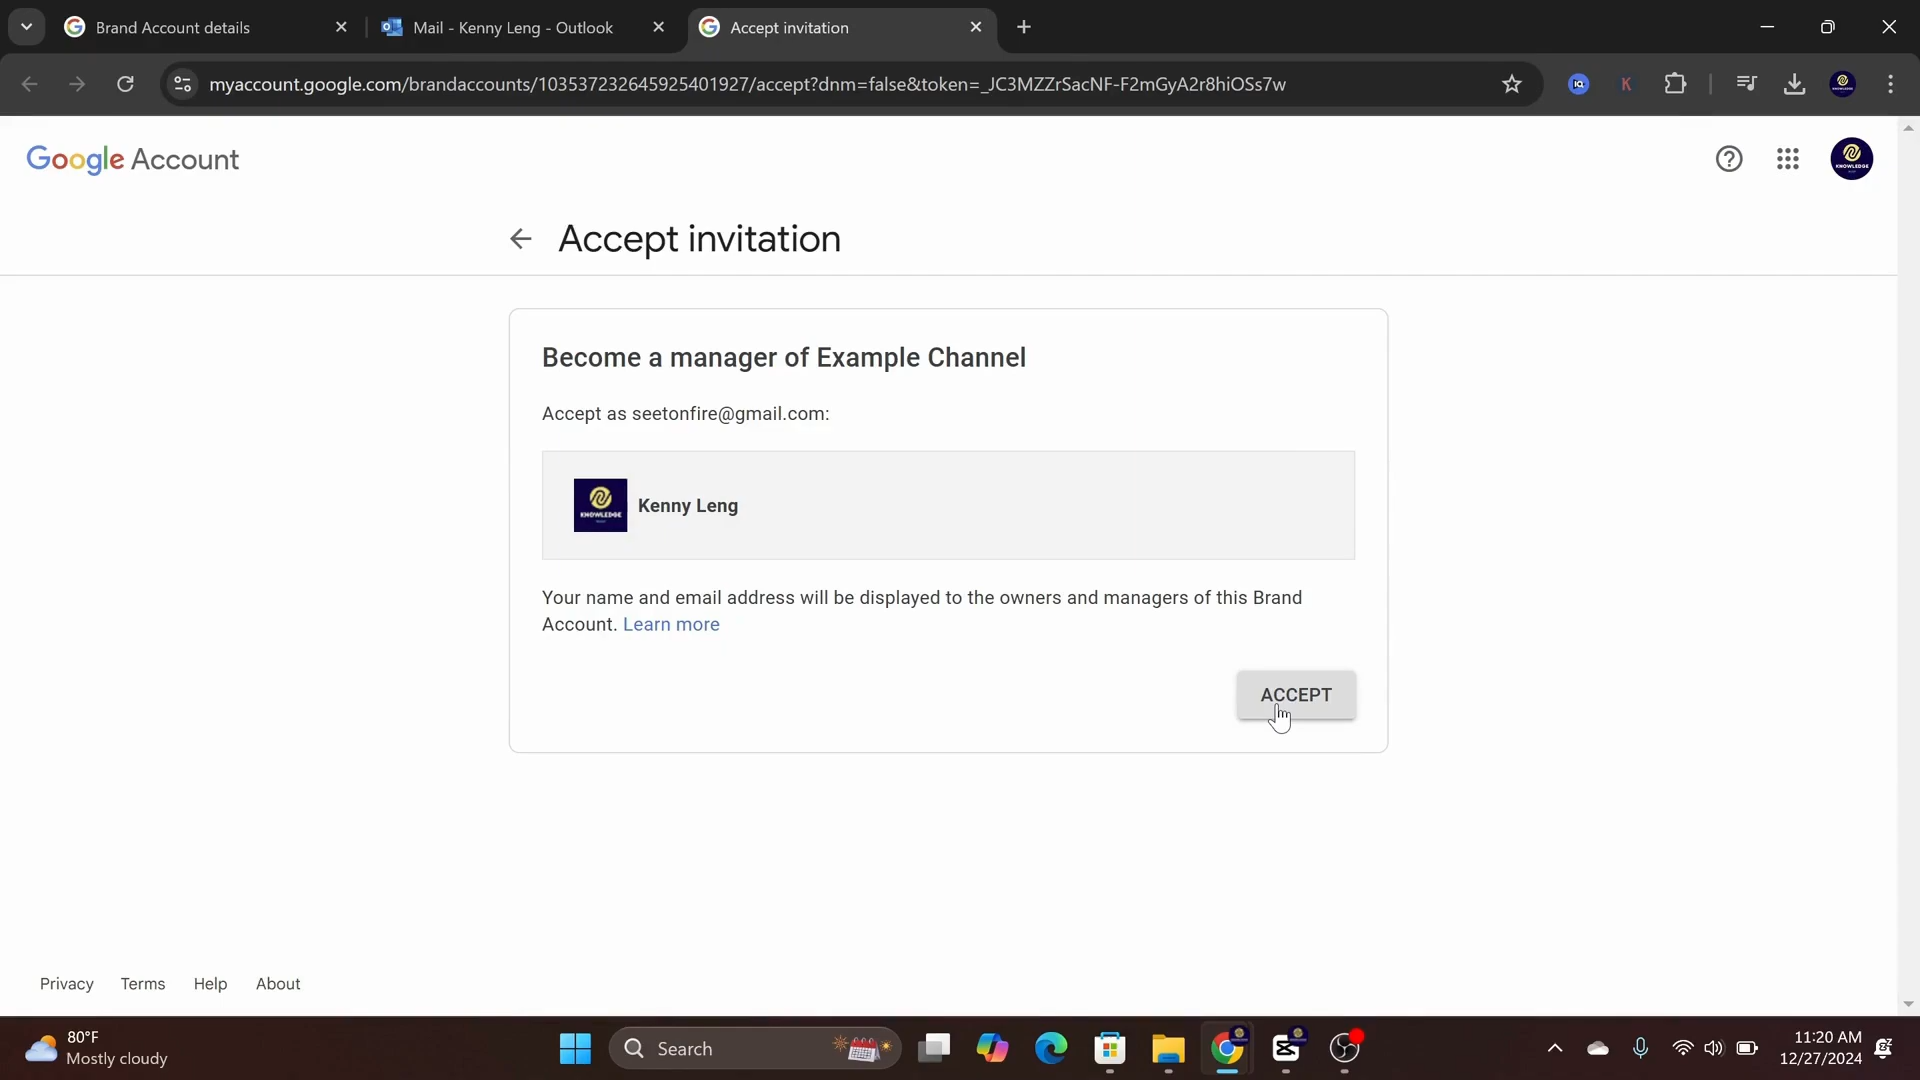 Brand Account details
Mail - Kenny Leng - Outlook
Accept invitation
myaccount.google.com/brandaccounts/103537232645925401927/accept?dnm=false&token=_JC3MZZrSacNF-F2mGyA2r8hiOSs7w
Google Account
Accept invitation
Become a manager of Example Channel
Accept as seetonfire@gmail.com:
KNOWLEDGE
Kenny Leng
Your name and email address will be displayed to the owners and managers of this Brand
Account. Learn more
ACCEPT
Privacy
Terms
Help
About
80°F
Mostly cloudy
Search
11:20 AM
12/27/2024